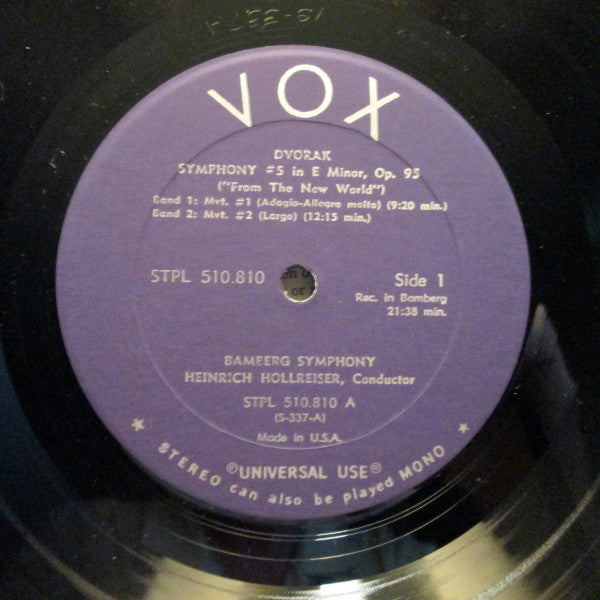 VOX
DVORAK
SYMPHONY #5 in E Minor, Op. 95
("From The New World")
Band 1: Mvt. #1 (Adagio-Allegro molto) (9:20 min.)
Band 2: Mvt. #2 (Largo) (12:15 min.)
STPL 510.810
Side 1
Rec. in Bamberg
21:38 min.
BAMBERG SYMPHONY
HEINRICH HOLLREISER, Conductor
STPL 510.810 A
(S-337-A)
Made in U.S.A.
®UNIVERSAL USE®
★ STEREO can also be played MONO ★